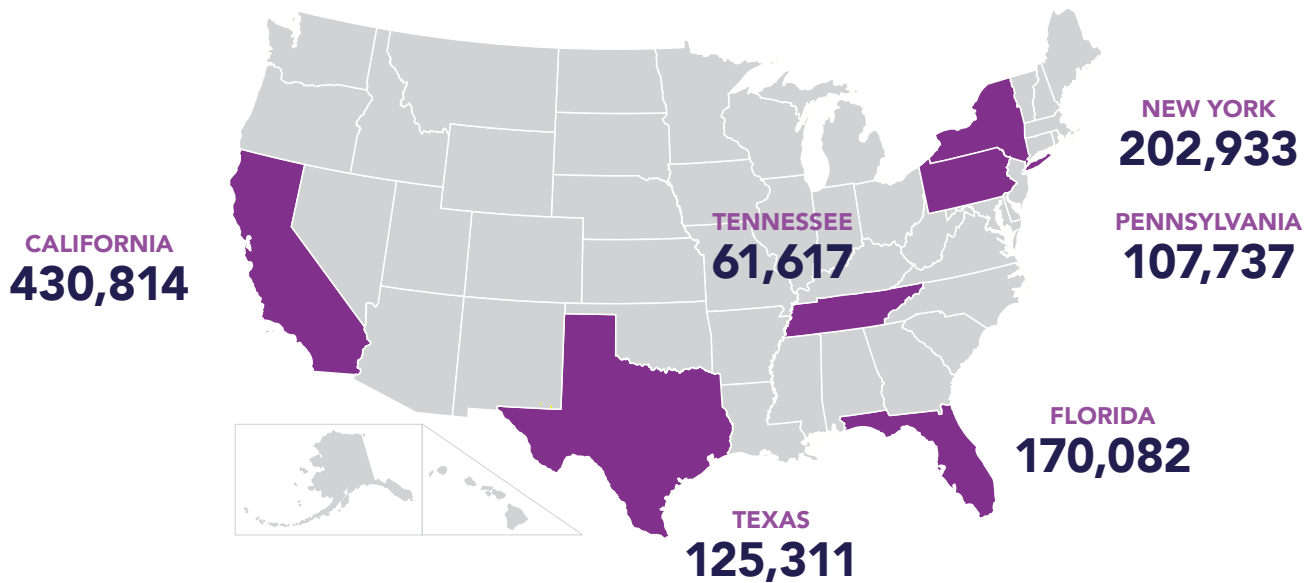 NEW YORK
202,933
TENNESSEE
61,617
PENNSYLVANIA
107,737
CALIFORNIA
430,814
FLORIDA
170,082
TEXAS
125,311